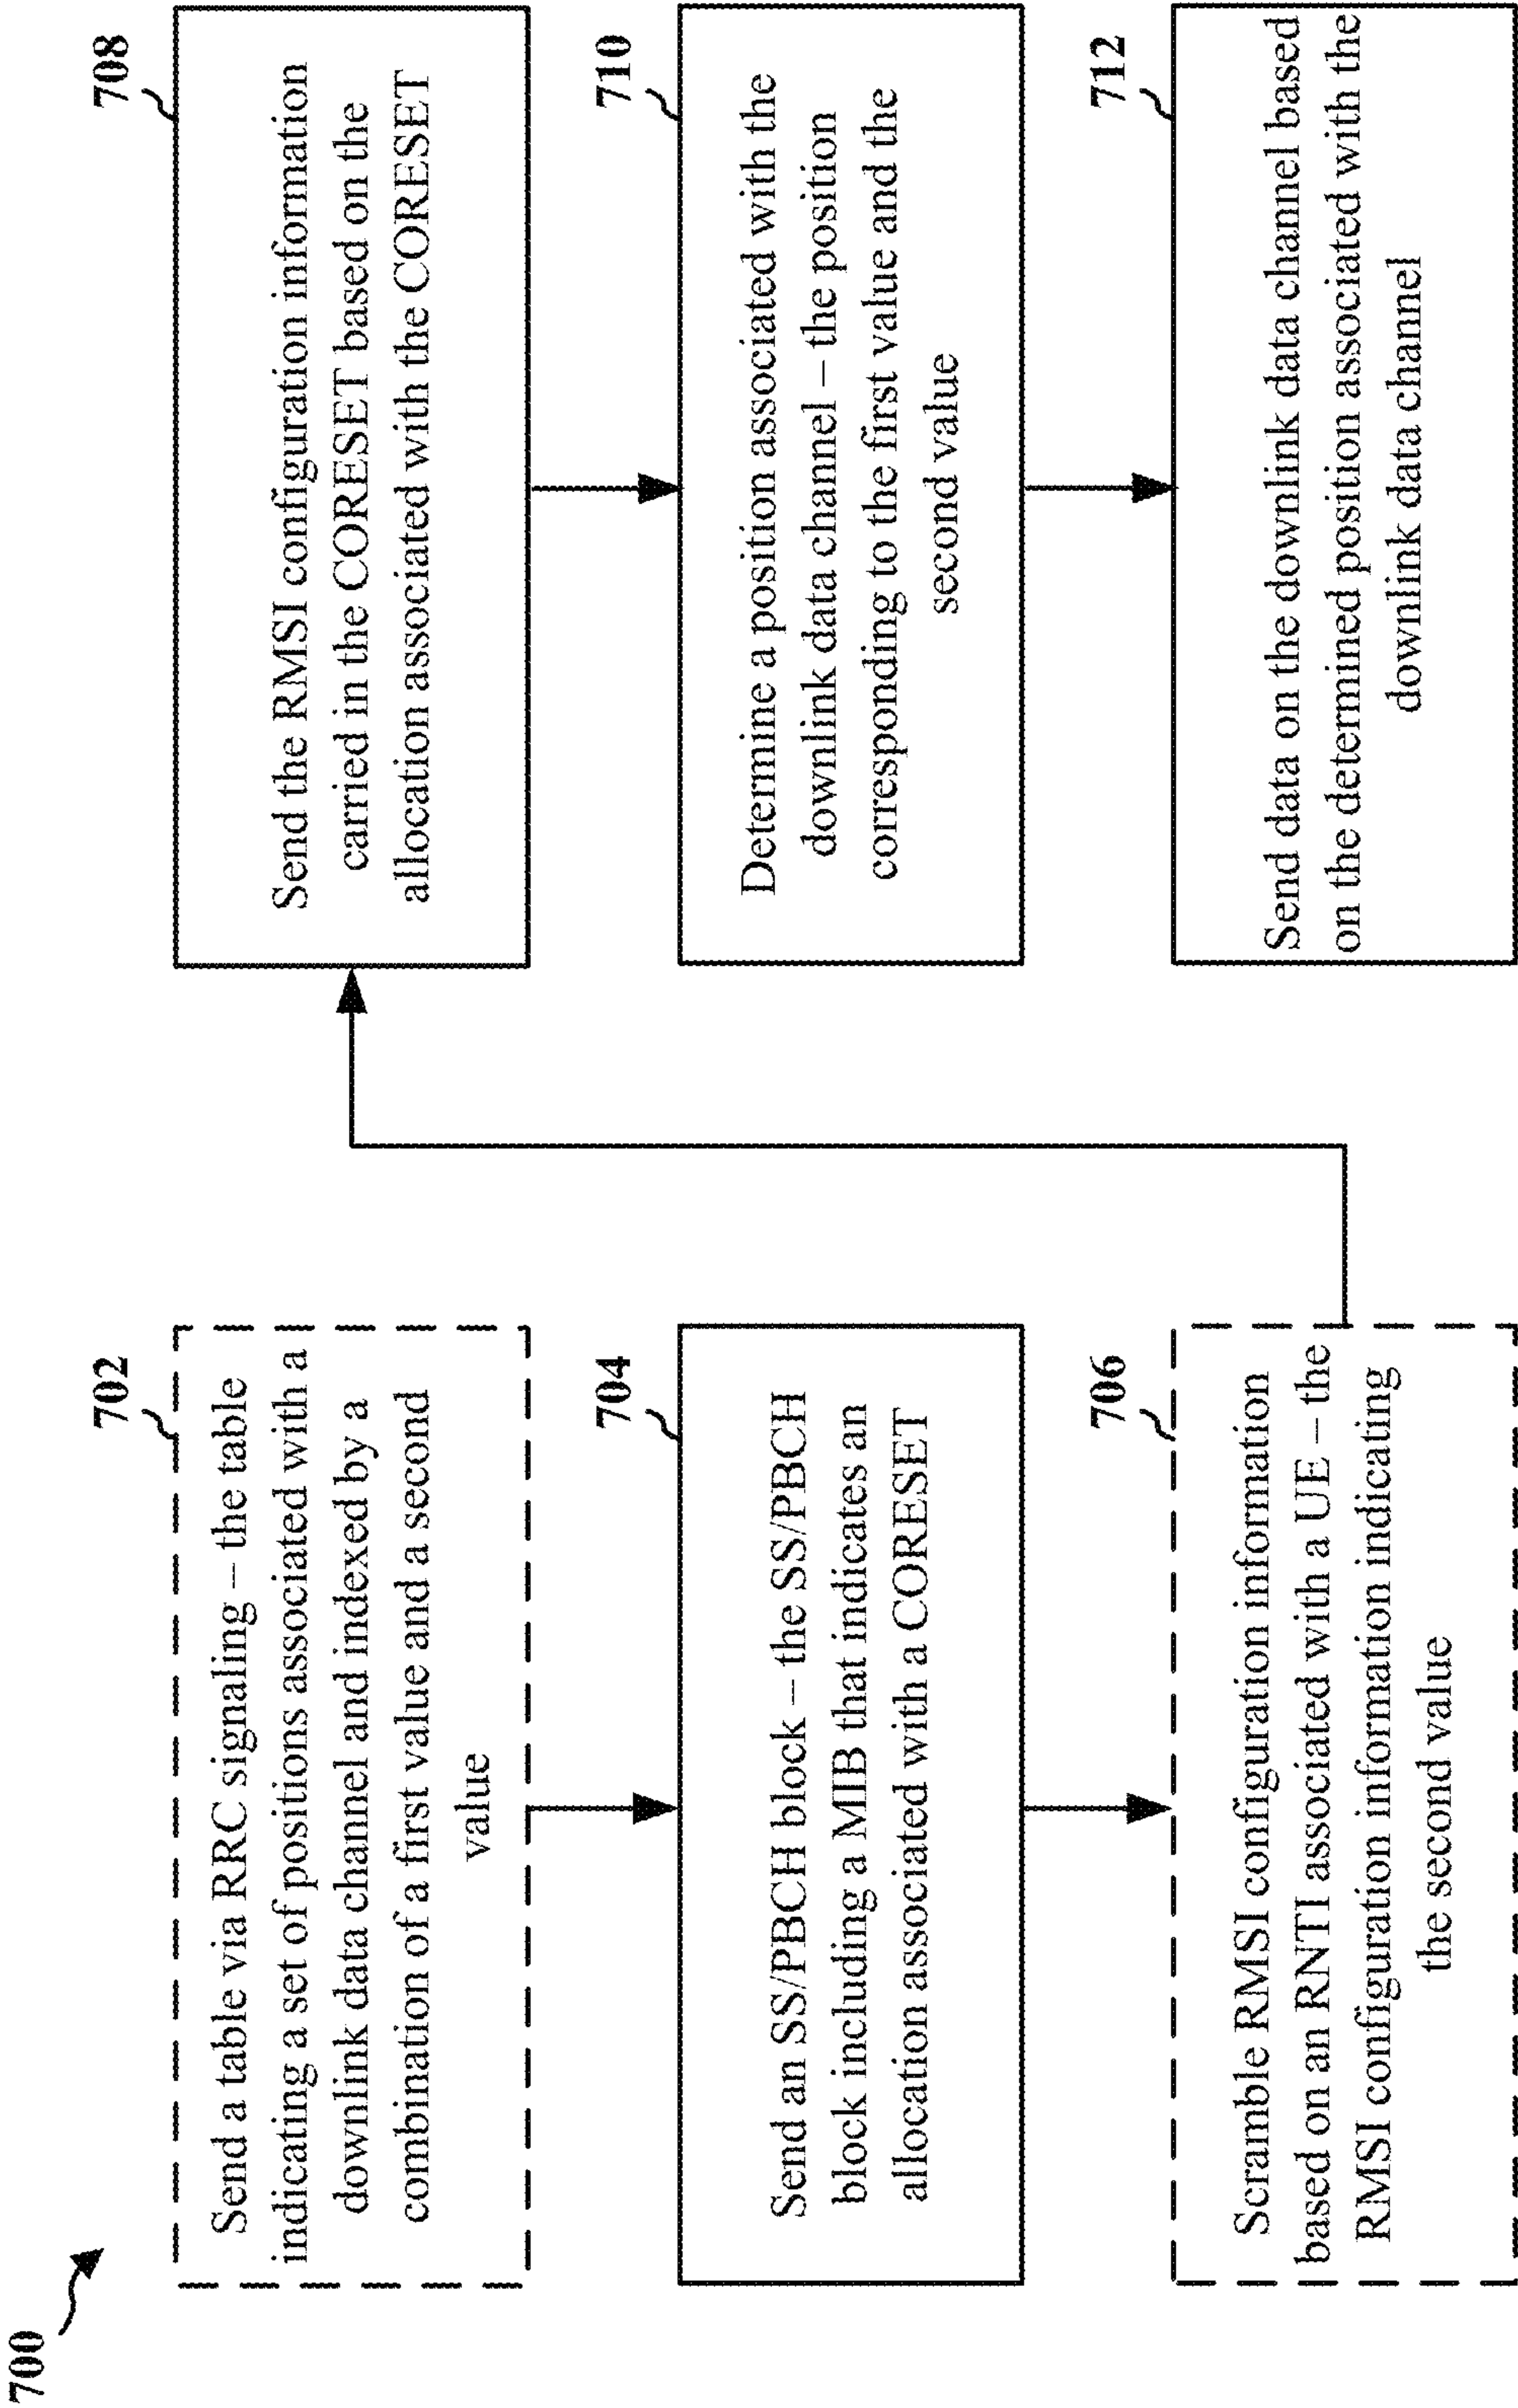 700
702
Send a table via RRC signaling – the table
indicating a set of positions associated with a
downlink data channel and indexed by a
combination of a first value and a second
value
704
Send an SS/PBCH block – the SS/PBCH
block including a MIB that indicates an
allocation associated with a CORESET
706
Scramble RMSI configuration information
based on an RNTI associated with a UE – the
RMSI configuration information indicating
the second value
708
Send the RMSI configuration information
carried in the CORESET based on the
allocation associated with the CORESET
710
Determine a position associated with the
downlink data channel – the position
corresponding to the first value and the
second value
712
Send data on the downlink data channel based
on the determined position associated with the
downlink data channel